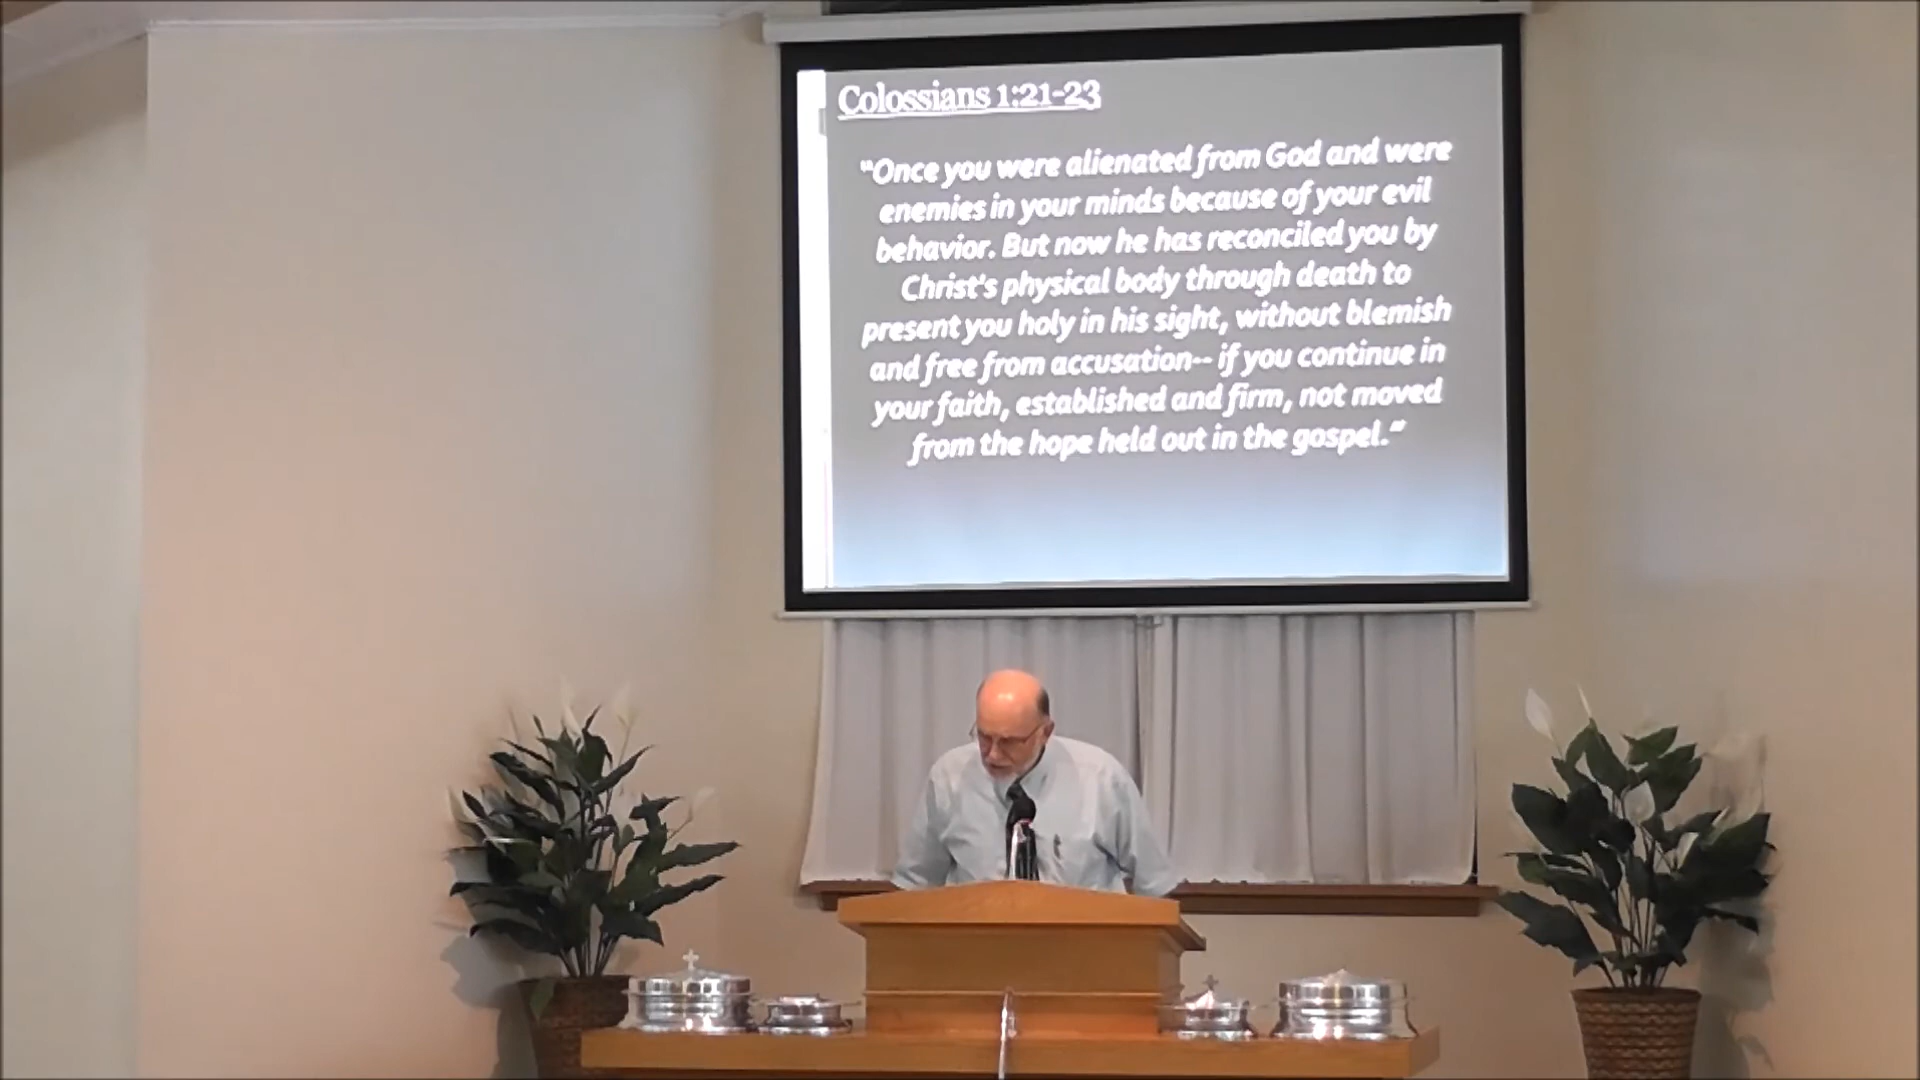 Colossians 1:21-23
"Once you were alienated from God and were
enemies in your minds because of your evil
behavior. But now he has reconciled you by
Christ's physical body through death to
present you holy in his sight, without blemish
and free from accusation-- if you continue in
your faith, established and firm, not moved
from the hope held out in the gospel.”